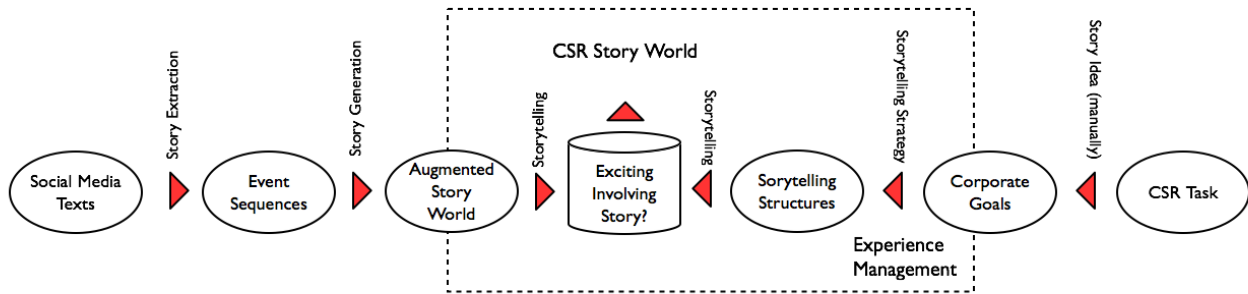 CSR Story World
Story Extraction
Story Generation
Storytelling
Storytelling
Storytelling Strategy
Story Idea (manually)
Social Media
Texts
Event
Sequences
Augmented
Story
World
Exciting
Involving
Story?
Sorytelling
Structures
Corporate
Goals
CSR Task
Experience
Management